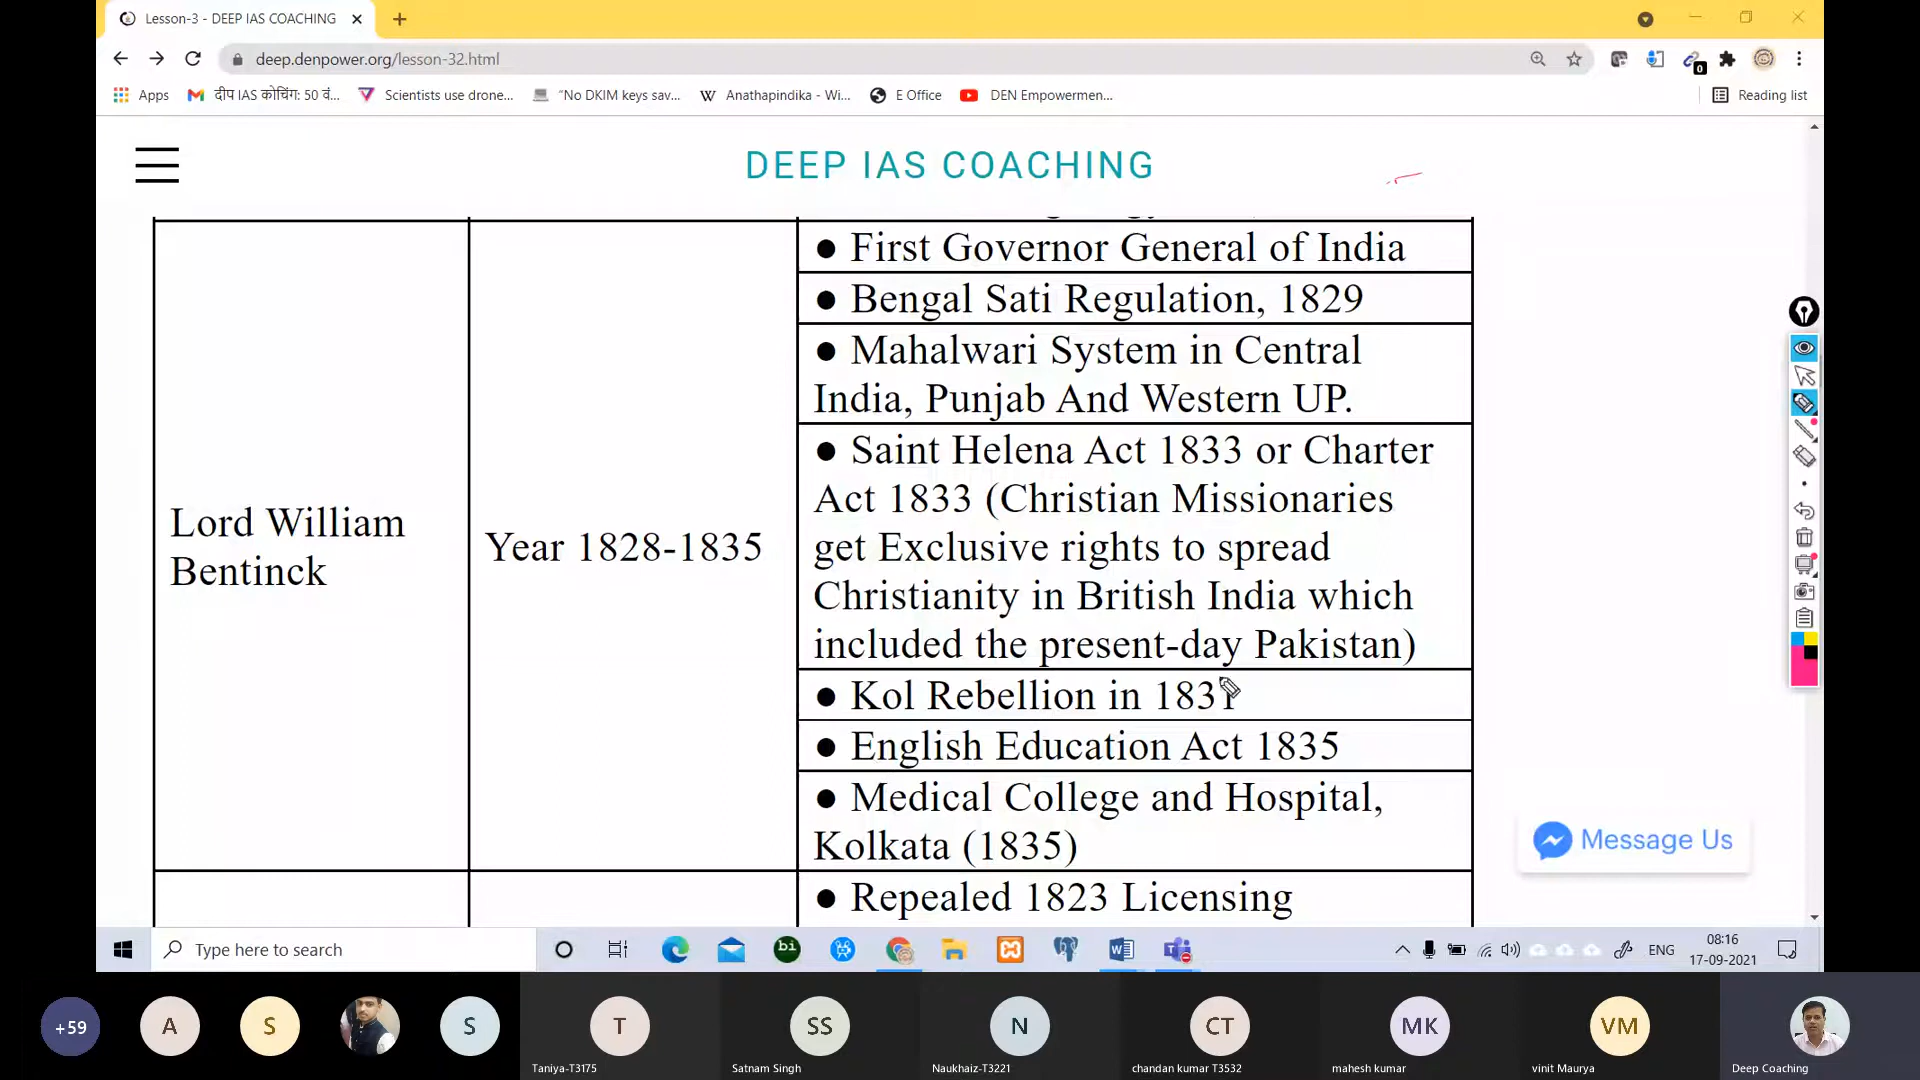 Lesson-3 - DEEP IAS COACHING
deep.denpower.org/lesson-32.html
0
Apps
दीप IAS कोचिंग: 50 वं...
Scientists use drone...
"No DKIM keys sav...
W Anathapindika - Wi...
E Office
DEN Empowermen...
Reading list
DEEP IAS COACHING
● First Governor General of India
● Bengal Sati Regulation, 1829
● Mahalwari System in Central
India, Punjab And Western UP.
● Saint Helena Act 1833 or Charter
Act 1833 (Christian Missionaries
get Exclusive rights to spread
Christianity in British India which
included the present-day Pakistan)
Lord William
Bentinck
Year 1828-1835
● Kol Rebellion in 1831
● English Education Act 1835
● Medical College and Hospital,
Kolkata (1835)
● Repealed 1823 Licensing
Message Us
Type here to search
bi
ENG
08:16
17-09-2021
+59
A
S
S
T
SS
N
CT
MK
VM
Taniya-T3175
Satnam Singh
Naukhaiz-T3221
chandan kumar T3532
mahesh kumar
vinit Maurya
Deep Coaching